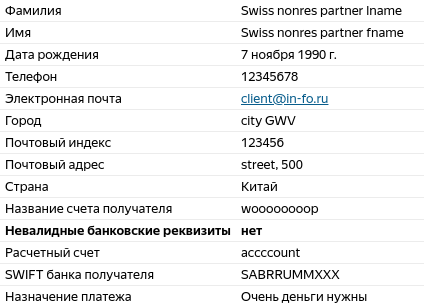 Фамилия Swiss nonres partner lname
Имя Swiss nonres partner fname
Дата рождения 7 ноября 1990 г.
Телефон 12345678
Электронная почта client@in-fo.ru
Город city GWV
Почтовый индекс 123456
Почтовый адрес street, 500
Страна Китай
Название счета получателя woooooooop
Невалидные банковские реквизиты нет
Расчетный счет accccount
SWIFT банка получателя SABRRUMMXXX
Назначение платежа Очень деньги нужны